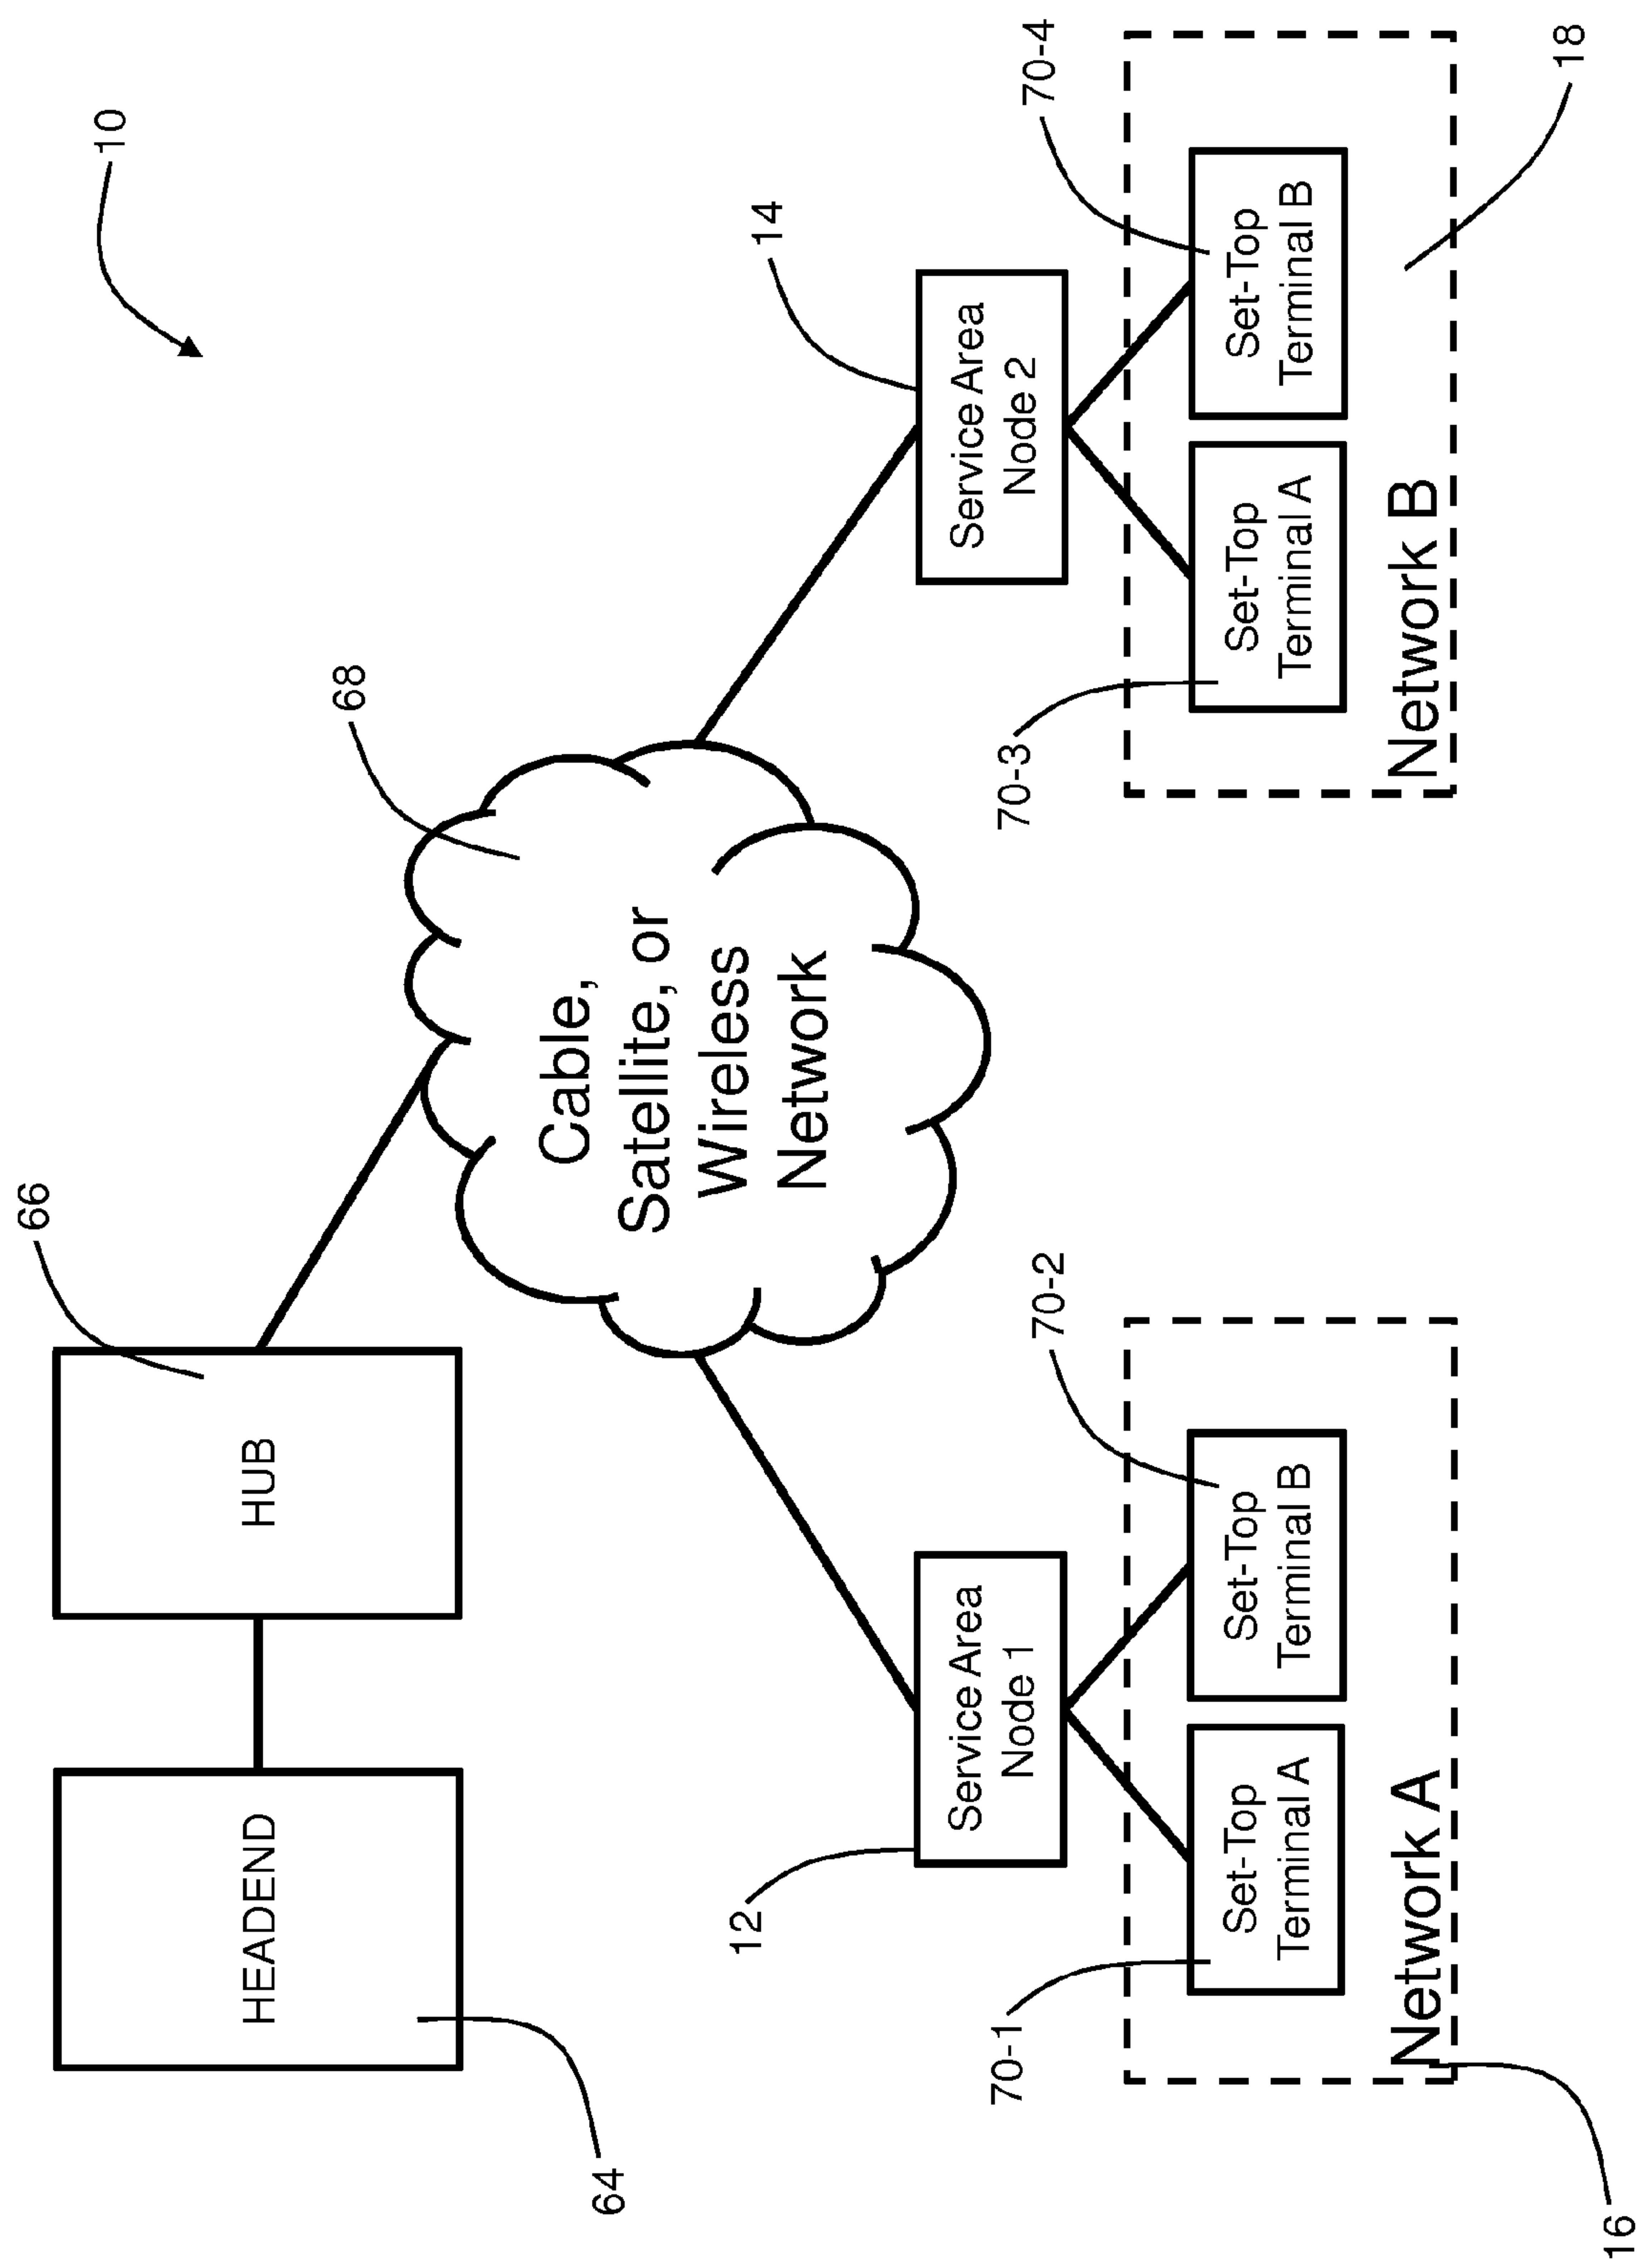 10
66
68
HEADEND
HUB
64
Cable,
Satellite, or
Wireless
Network
12
Service Area
Node 1
14
Service Area
Node 2
70-1
Set-Top
Terminal A
70-2
Set-Top
Terminal B
Network A
16
70-3
Set-Top
Terminal A
70-4
Set-Top
Terminal B
Network B
18